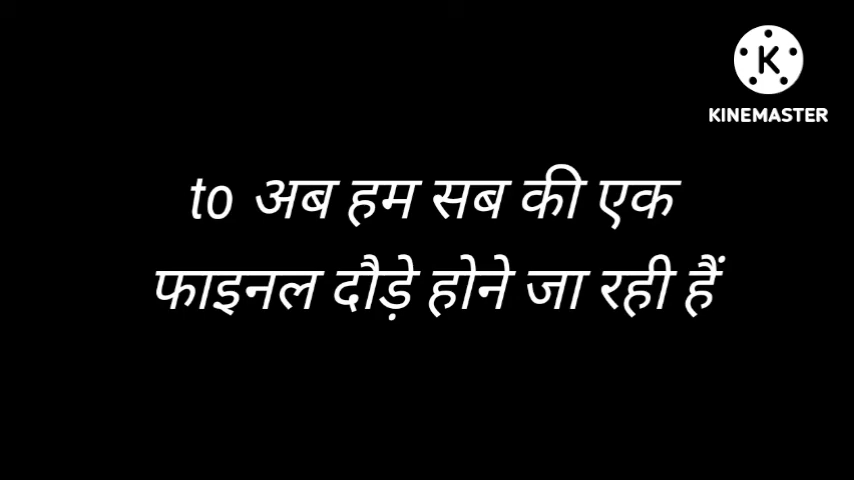 KINEMASTER
to अब हम सब की एक
फाइनल दौड़े होने जा रही हैं